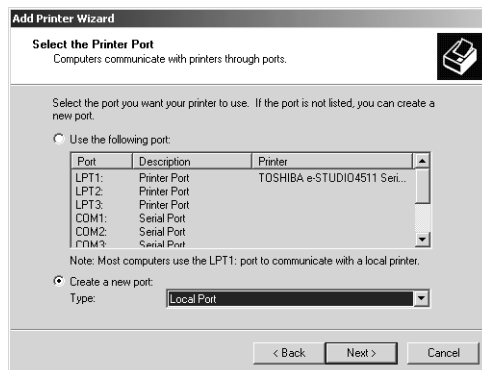 Add Printer Wizard
Select the Printer Port
Computers communicate with printers through ports.
Select the port you want your printer to use. If the port is not listed, you can create a
new port.
Use the following port:
Port Description Printer
LPT1: Printer Port TOSHIBA e-STUDIO4511 Seri...
LPT2: Printer Port
LPT3: Printer Port
COM1: Serial Port
COM2: Serial Port
COM3: Serial Port
Note: Most computers use the LPT1: port to communicate with a local printer.
Create a new port:
Type: Local Port
< Back Next > Cancel